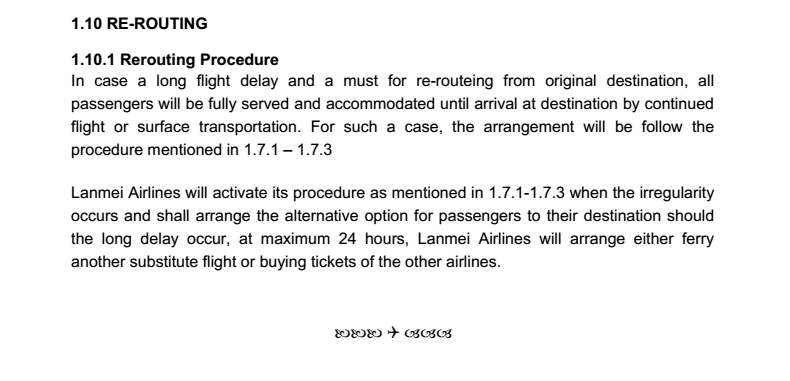 1.10 RE-ROUTING
1.10.1 Rerouting Procedure
In case a long flight delay and a must for re-routeing from original destination, all
passengers will be fully served and accommodated until arrival at destination by continued
flight or surface transportation. For such a case, the arrangement will be follow the
procedure mentioned in 1.7.1 – 1.7.3
Lanmei Airlines will activate its procedure as mentioned in 1.7.1-1.7.3 when the irregularity
occurs and shall arrange the alternative option for passengers to their destination should
the long delay occur, at maximum 24 hours, Lanmei Airlines will arrange either ferry
another substitute flight or buying tickets of the other airlines.